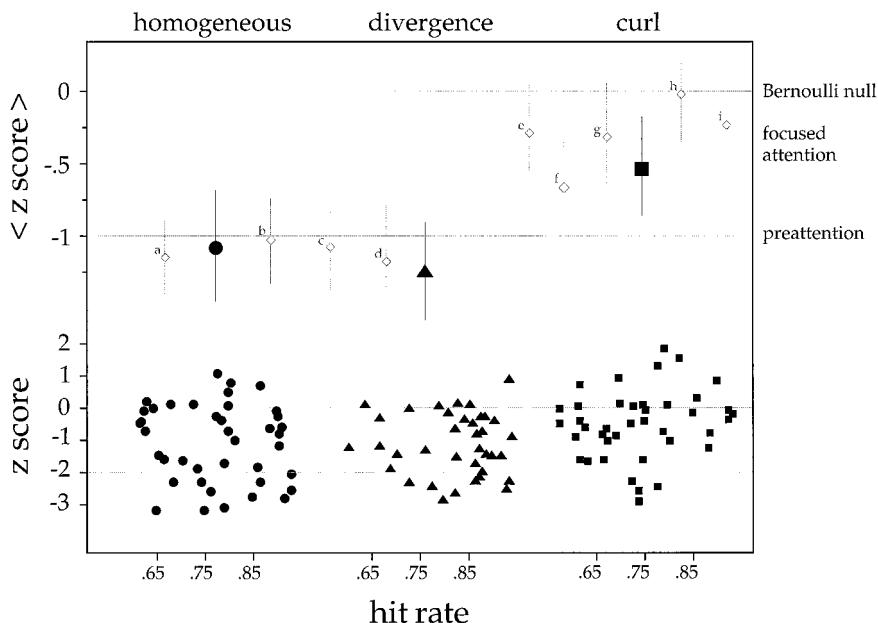 homogeneous divergence curl
< z score >
0
-.5
-1
Bernoulli null
focused
attention
preattention
a
b
c
d
e
f
g
h
i
z score
2
1
0
-1
-2
-3
.65 .75 .85 .65 .75 .85 .65 .75 .85
hit rate